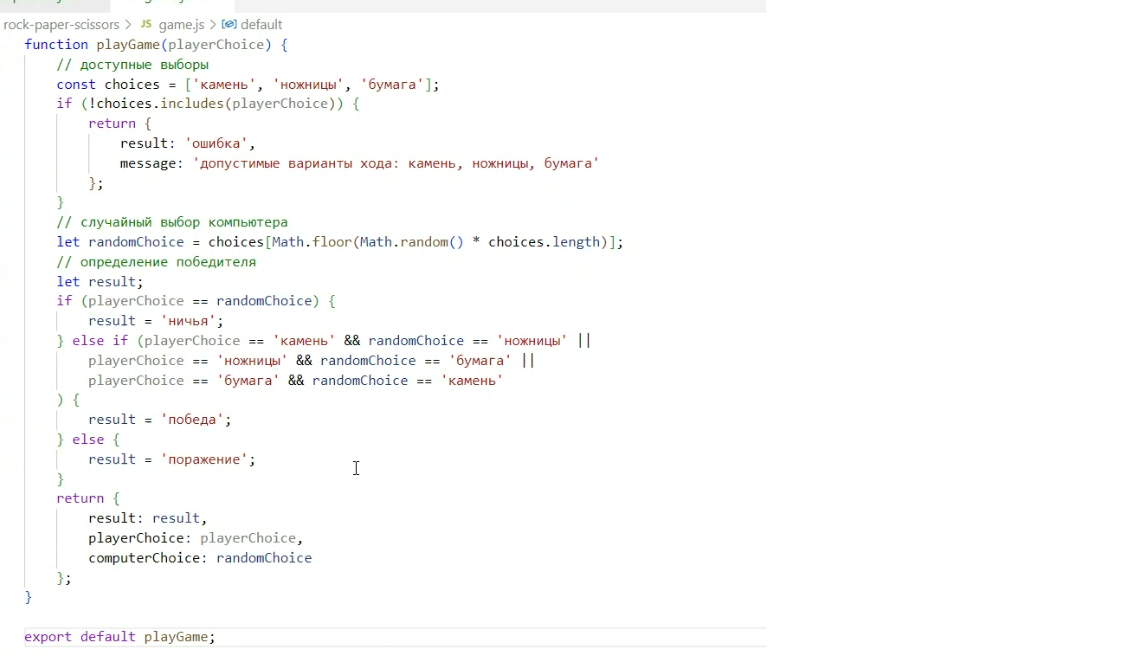 rock-paper-scissors > JS game.js > default
function playGame(playerChoice) {
    // доступные выборы
    const choices = ['камень', 'ножницы', 'бумага'];
    if (!choices.includes(playerChoice)) {
        return {
            result: 'ошибка',
            message: 'допустимые варианты хода: камень, ножницы, бумага'
        };
    }
    // случайный выбор компьютера
    let randomChoice = choices[Math.floor(Math.random() * choices.length)];
    // определение победителя
    let result;
    if (playerChoice == randomChoice) {
        result = 'ничья';
    } else if (playerChoice == 'камень' && randomChoice == 'ножницы' ||
        playerChoice == 'ножницы' && randomChoice == 'бумага' ||
        playerChoice == 'бумага' && randomChoice == 'камень'
    ) {
        result = 'победа';
    } else {
        result = 'поражение';
    }
    return {
        result: result,
        playerChoice: playerChoice,
        computerChoice: randomChoice
    };
}
export default playGame;